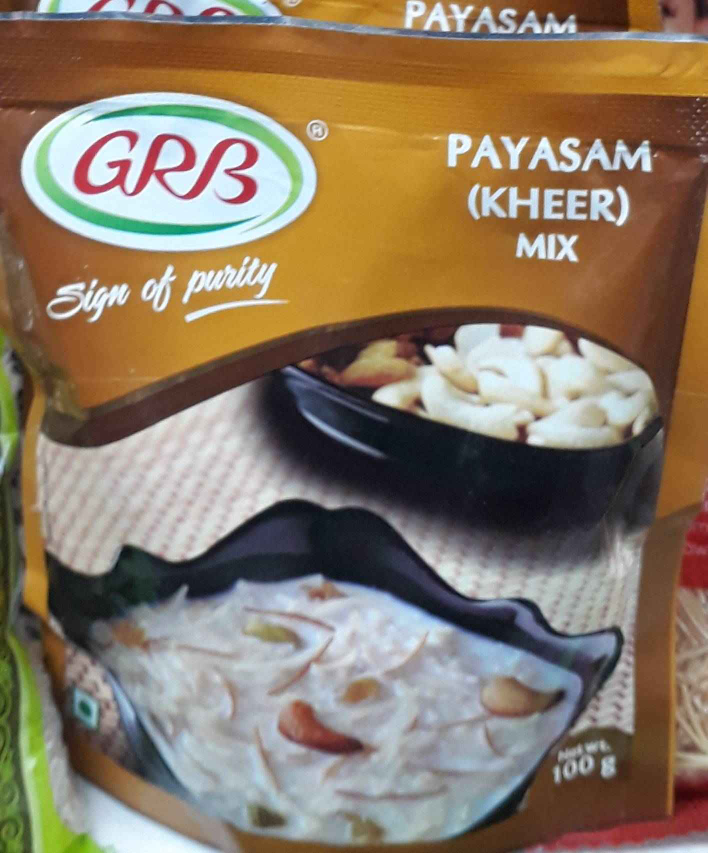 PAYASAM
GRB
®
Sign of purity
PAYASAM
(KHEER)
MIX
Net Wt.
100 g